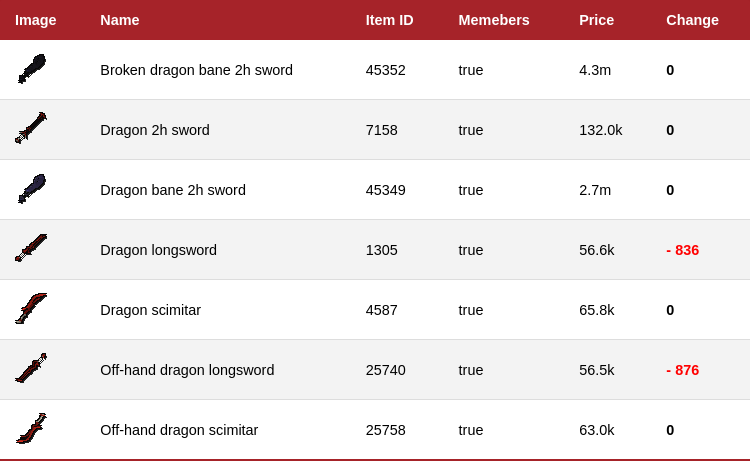 Image Name Item ID Memebers Price Change
Broken dragon bane 2h sword 45352 true 4.3m 0
Dragon 2h sword 7158 true 132.0k 0
Dragon bane 2h sword 45349 true 2.7m 0
Dragon longsword 1305 true 56.6k - 836
Dragon scimitar 4587 true 65.8k 0
Off-hand dragon longsword 25740 true 56.5k - 876
Off-hand dragon scimitar 25758 true 63.0k 0